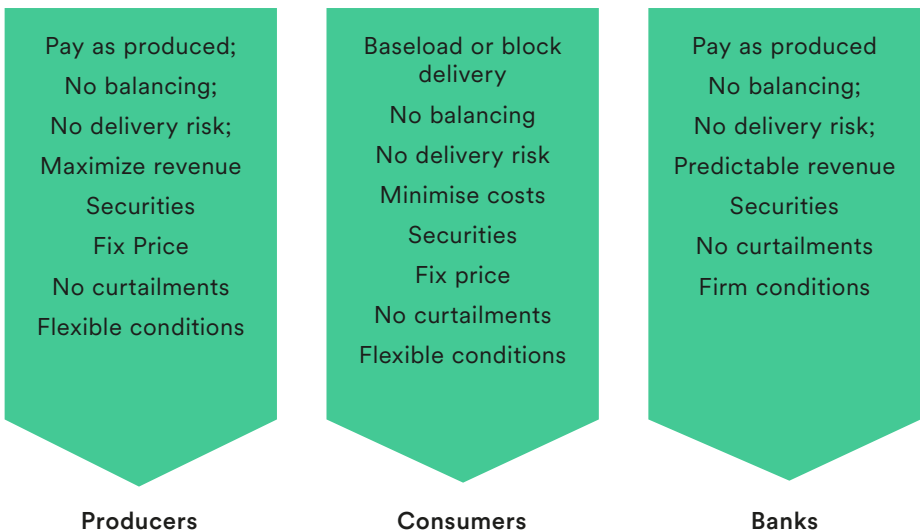 Pay as produced;
No balancing;
No delivery risk;
Maximize revenue
Securities
Fix Price
No curtailments
Flexible conditions
Producers
Baseload or block
delivery
No balancing
No delivery risk
Minimise costs
Securities
Fix price
No curtailments
Flexible conditions
Consumers
Pay as produced
No balancing;
No delivery risk;
Predictable revenue
Securities
No curtailments
Firm conditions
Banks